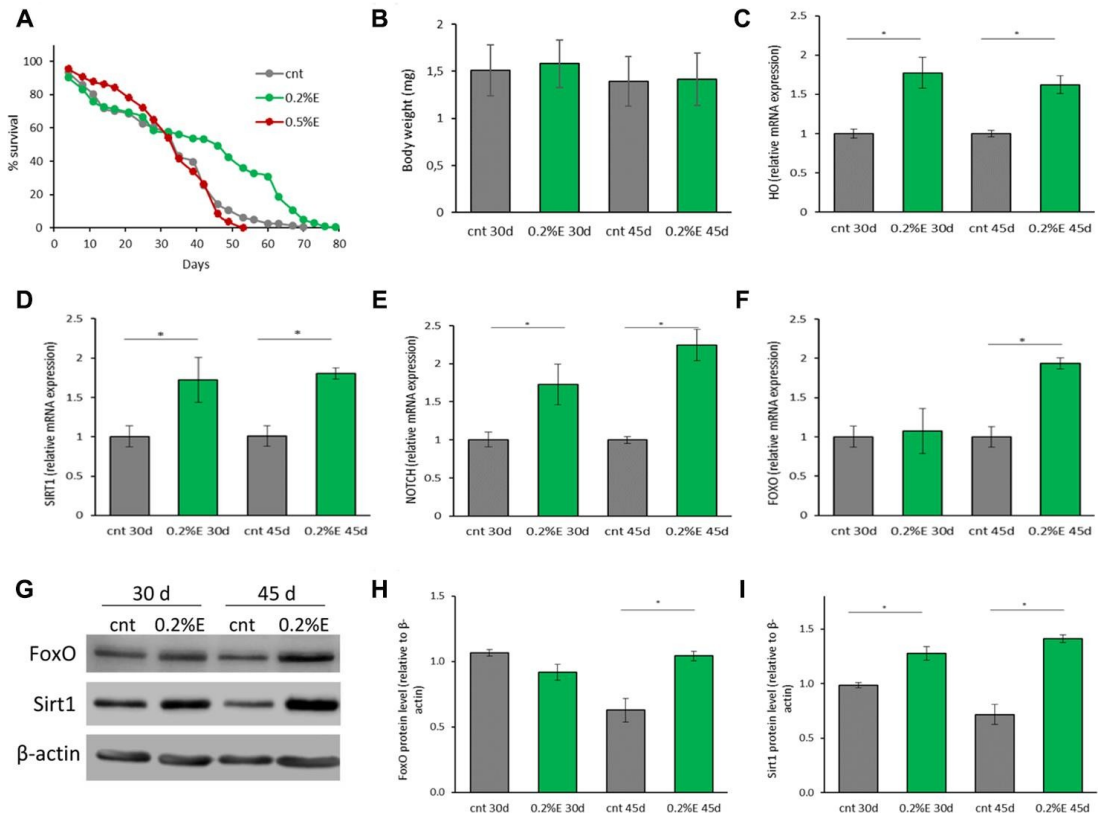 A
100
80
60
40
20
0
% survival
0 10 20 30 40 50 60 70 80
Days
cnt
0.2%E
0.5%E
B
2
1,5
1
0,5
0
Body weight (mg)
cnt 30d 0.2%E 30d cnt 45d 0.2%E 45d
C
2.5
2
1.5
1
0.5
0
HO (relative mRNA expression)
* *
cnt 30d 0.2%E 30d cnt 45d 0.2%E 45d
D
2.5
2
1.5
1
0.5
0
SIRT1 (relative mRNA expression)
* *
cnt 30d 0.2%E 30d cnt 45d 0.2%E 45d
E
2.5
2
1.5
1
0.5
0
NOTCH (relative mRNA expression)
* *
cnt 30d 0.2%E 30d cnt 45d 0.2%E 45d
F
2.5
2
1.5
1
0.5
0
FOXO (relative mRNA expression)
*
cnt 30d 0.2%E 30d cnt 45d 0.2%E 45d
G
30 d 45 d
cnt 0.2%E cnt 0.2%E
FoxO
Sirt1
β-actin
H
1.5
1.0
0.5
0.0
FoxO protein level (relative to β-
actin)
*
cnt 30d 0.2%E 30d cnt 45d 0.2%E 45d
I
1.5
1.0
0.5
0.0
Sirt1 protein level (relative to β-
actin)
* *
cnt 30d 0.2%E 30d cnt 45d 0.2%E 45d